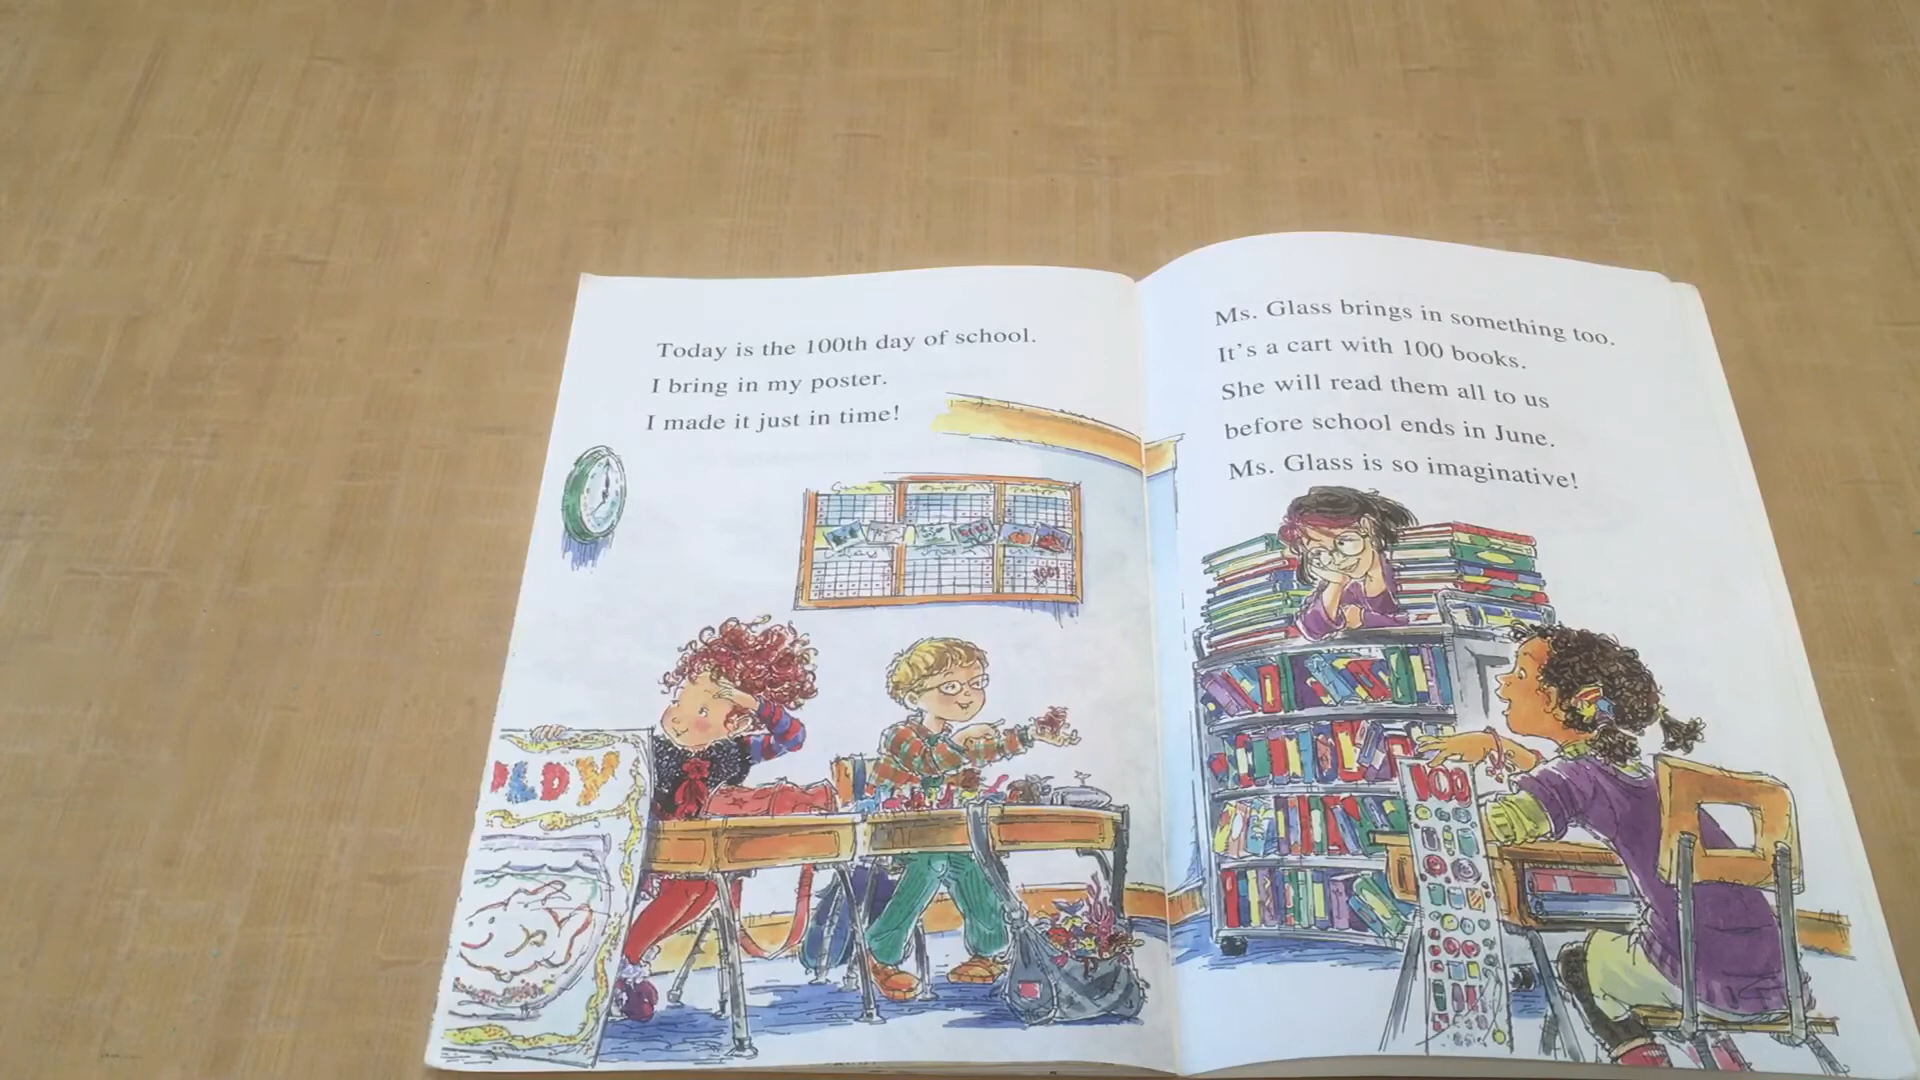 Today is the 100th day of school.
I bring in my poster.
I made it just in time!
Ms. Glass brings in something too.
It's a cart with 100 books.
She will read them all to us
before school ends in June.
Ms. Glass is so imaginative!
LDY
100